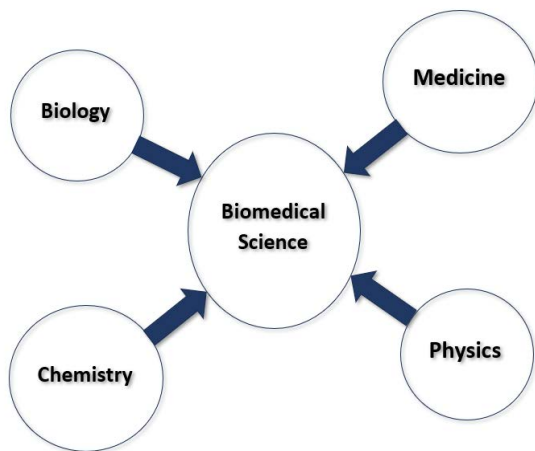 Biology
Medicine
Biomedical
Science
Chemistry
Physics